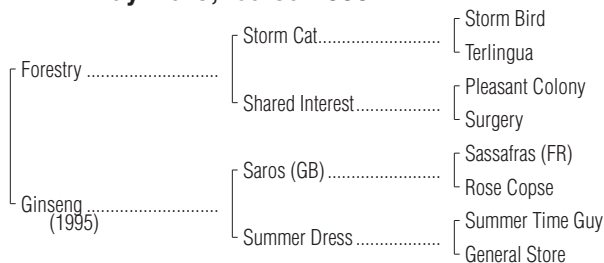 Storm Bird
Storm Cat
Terlingua
Forestry
Pleasant Colony
Shared Interest
Surgery
Sassafras (FR)
Saros (GB)
Rose Copse
Ginseng
(1995)
Summer Time Guy
Summer Dress
General Store